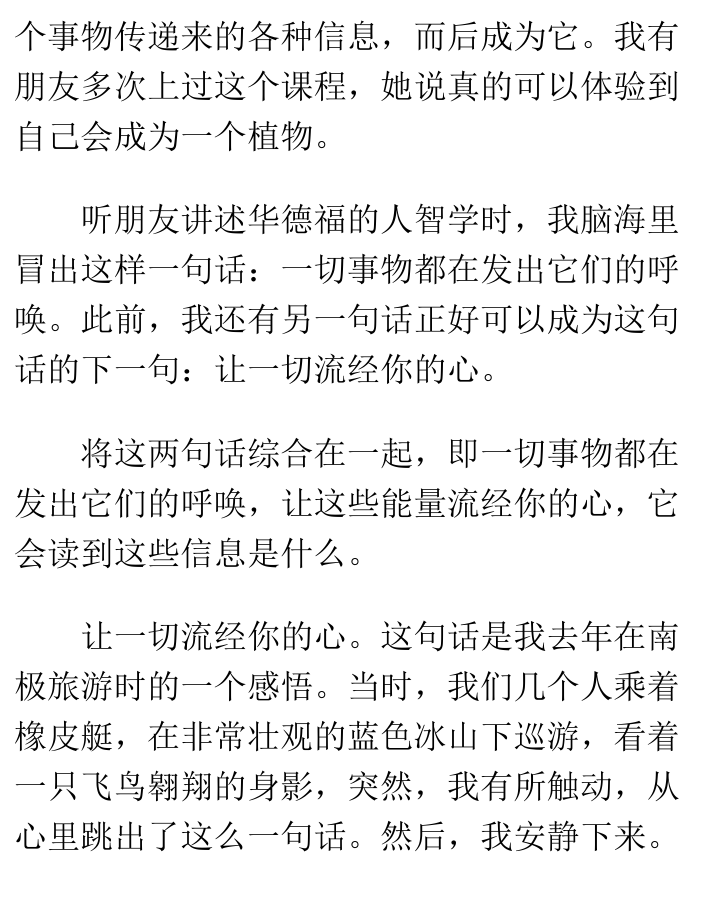 个事物传递来的各种信息，而后成为它。我有
朋友多次上过这个课程，她说真的可以体验到
自己会成为一个植物。
听朋友讲述华德福的人智学时，我脑海里
冒出这样一句话：一切事物都在发出它们的呼
唤。此前，我还有另一句话正好可以成为这句
话的下一句：让一切流经你的心。
将这两句话综合在一起，即一切事物都在
发出它们的呼唤，让这些能量流经你的心，它
会读到这些信息是什么。
让一切流经你的心。这句话是我去年在南
极旅游时的一个感悟。当时，我们几个人乘着
橡皮艇，在非常壮观的蓝色冰山下巡游，看着
一只飞鸟翱翔的身影，突然，我有所触动，从
心里跳出了这么一句话。然后，我安静下来。